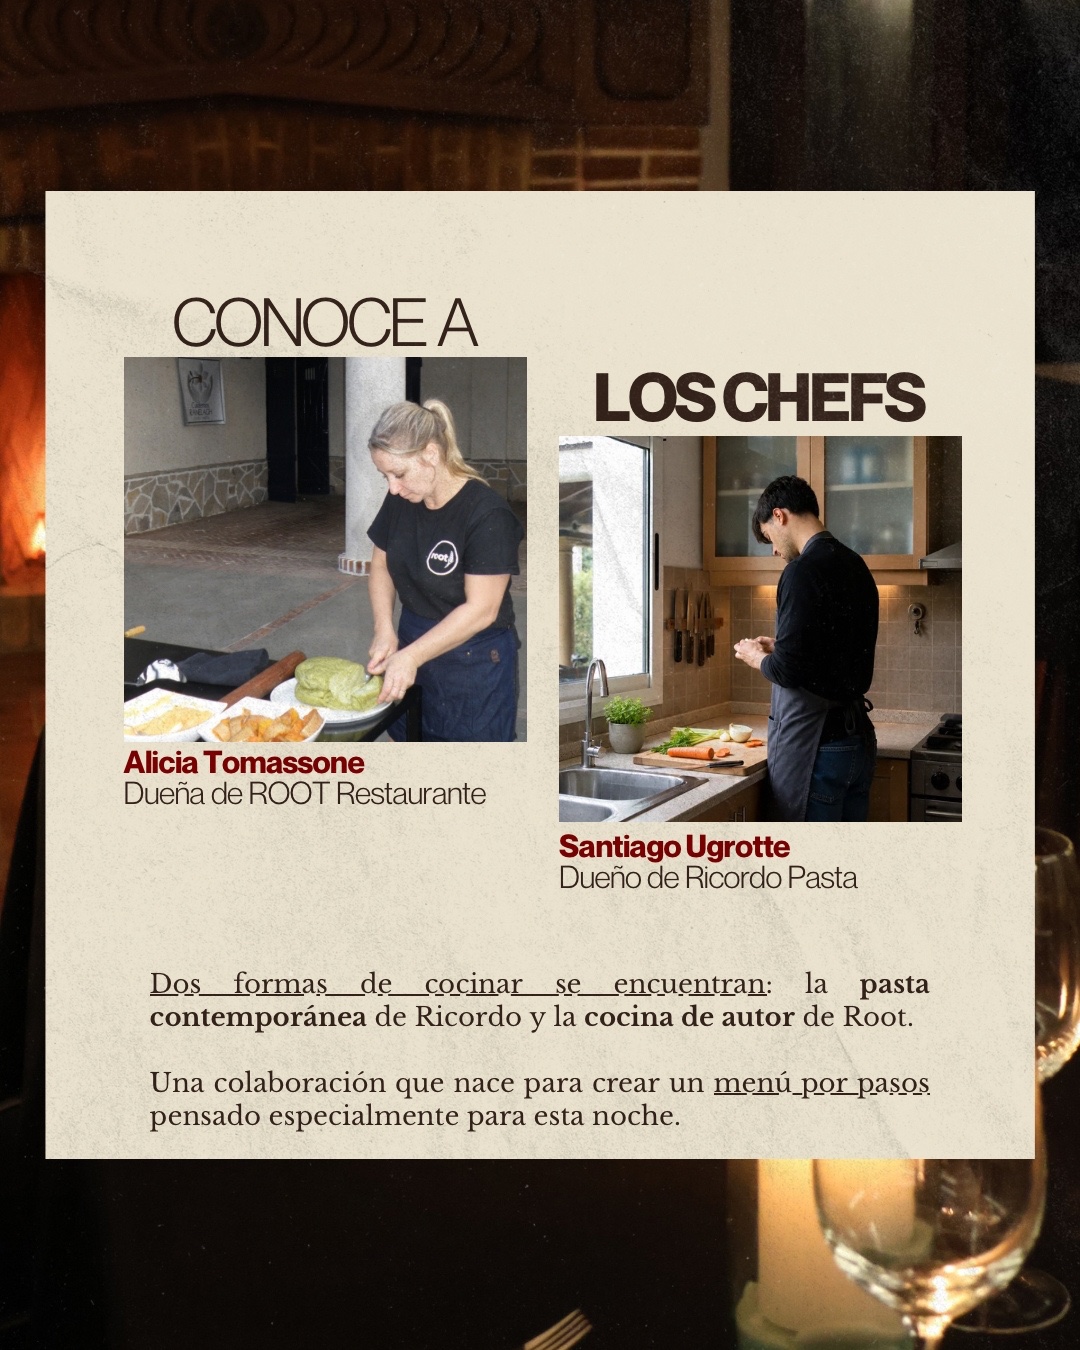 CONOCE A
LOS CHEFS
root
Alicia Tomassone
Dueña de ROOT Restaurante
Santiago Ugrotte
Dueño de Ricordo Pasta
Dos formas de cocinar se encuentran: la pasta
contemporánea de Ricordo y la cocina de autor de Root.
Una colaboración que nace para crear un menú por pasos
pensado especialmente para esta noche.